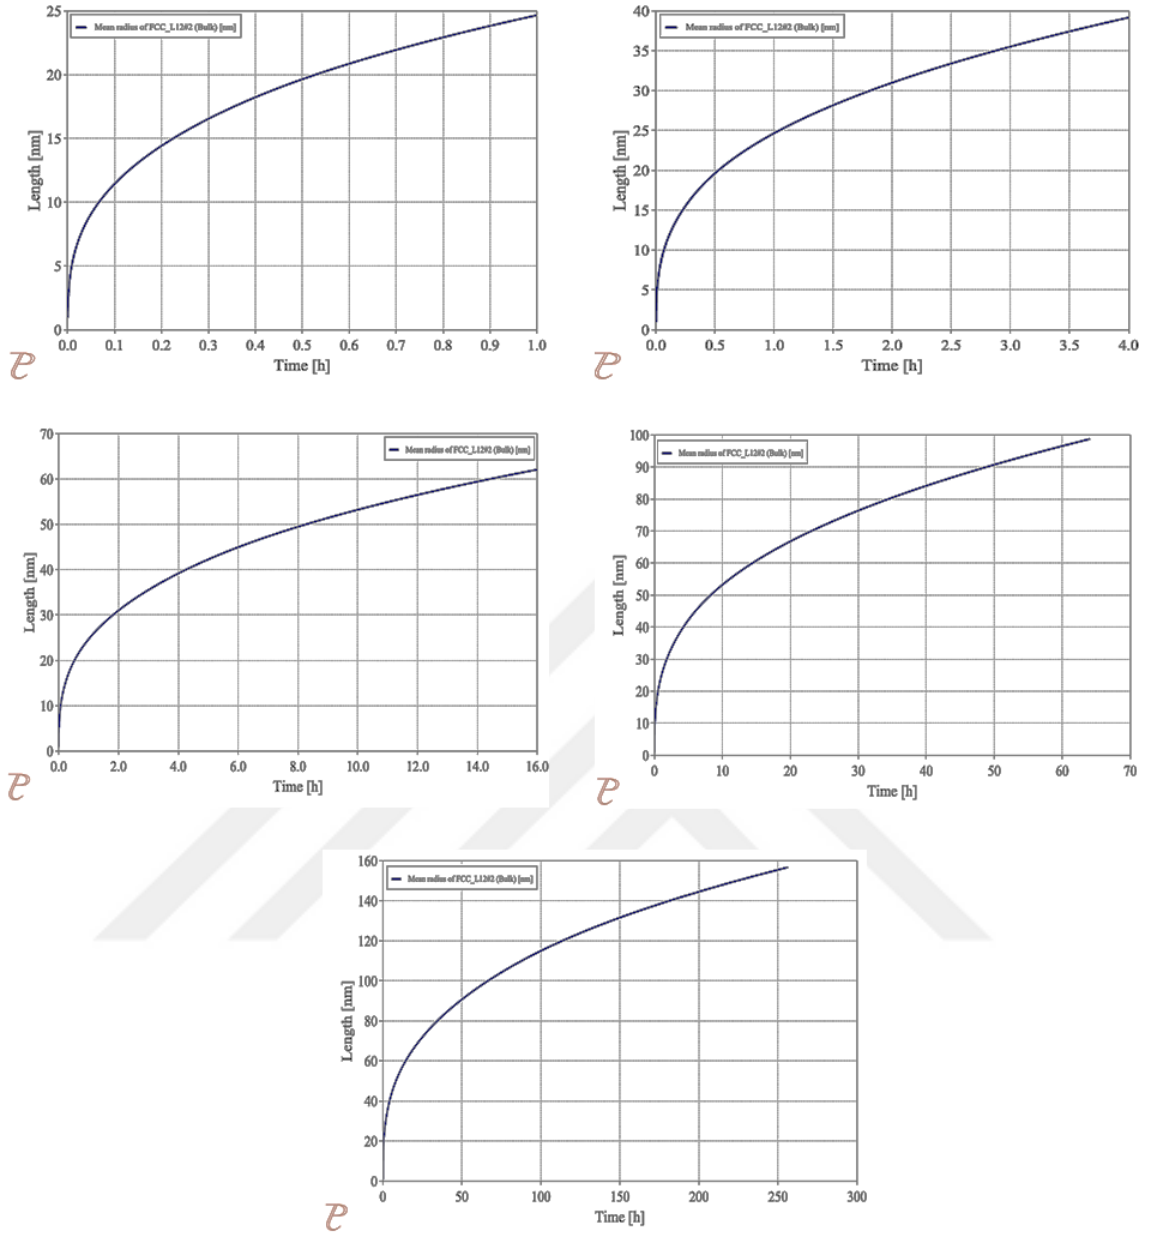 25
Mean radius of FCC_L12#2 (Bulk) [nm]
20
15
10
5
0
Length [nm]
0.0 0.1 0.2 0.3 0.4 0.5 0.6 0.7 0.8 0.9 1.0
Time [h]
P
40
Mean radius of FCC_L12#2 (Bulk) [nm]
35
30
25
20
15
10
5
0
Length [nm]
0.0 0.5 1.0 1.5 2.0 2.5 3.0 3.5 4.0
Time [h]
P
70
Mean radius of FCC_L12#2 (Bulk) [nm]
60
50
40
30
20
10
0
Length [nm]
0.0 2.0 4.0 6.0 8.0 10.0 12.0 14.0 16.0
Time [h]
P
100
Mean radius of FCC_L12#2 (Bulk) [nm]
90
80
70
60
50
40
30
20
10
0
Length [nm]
0 10 20 30 40 50 60 70
Time [h]
P
160
Mean radius of FCC_L12#2 (Bulk) [nm]
140
120
100
80
60
40
20
0
Length [nm]
0 50 100 150 200 250 300
Time [h]
P